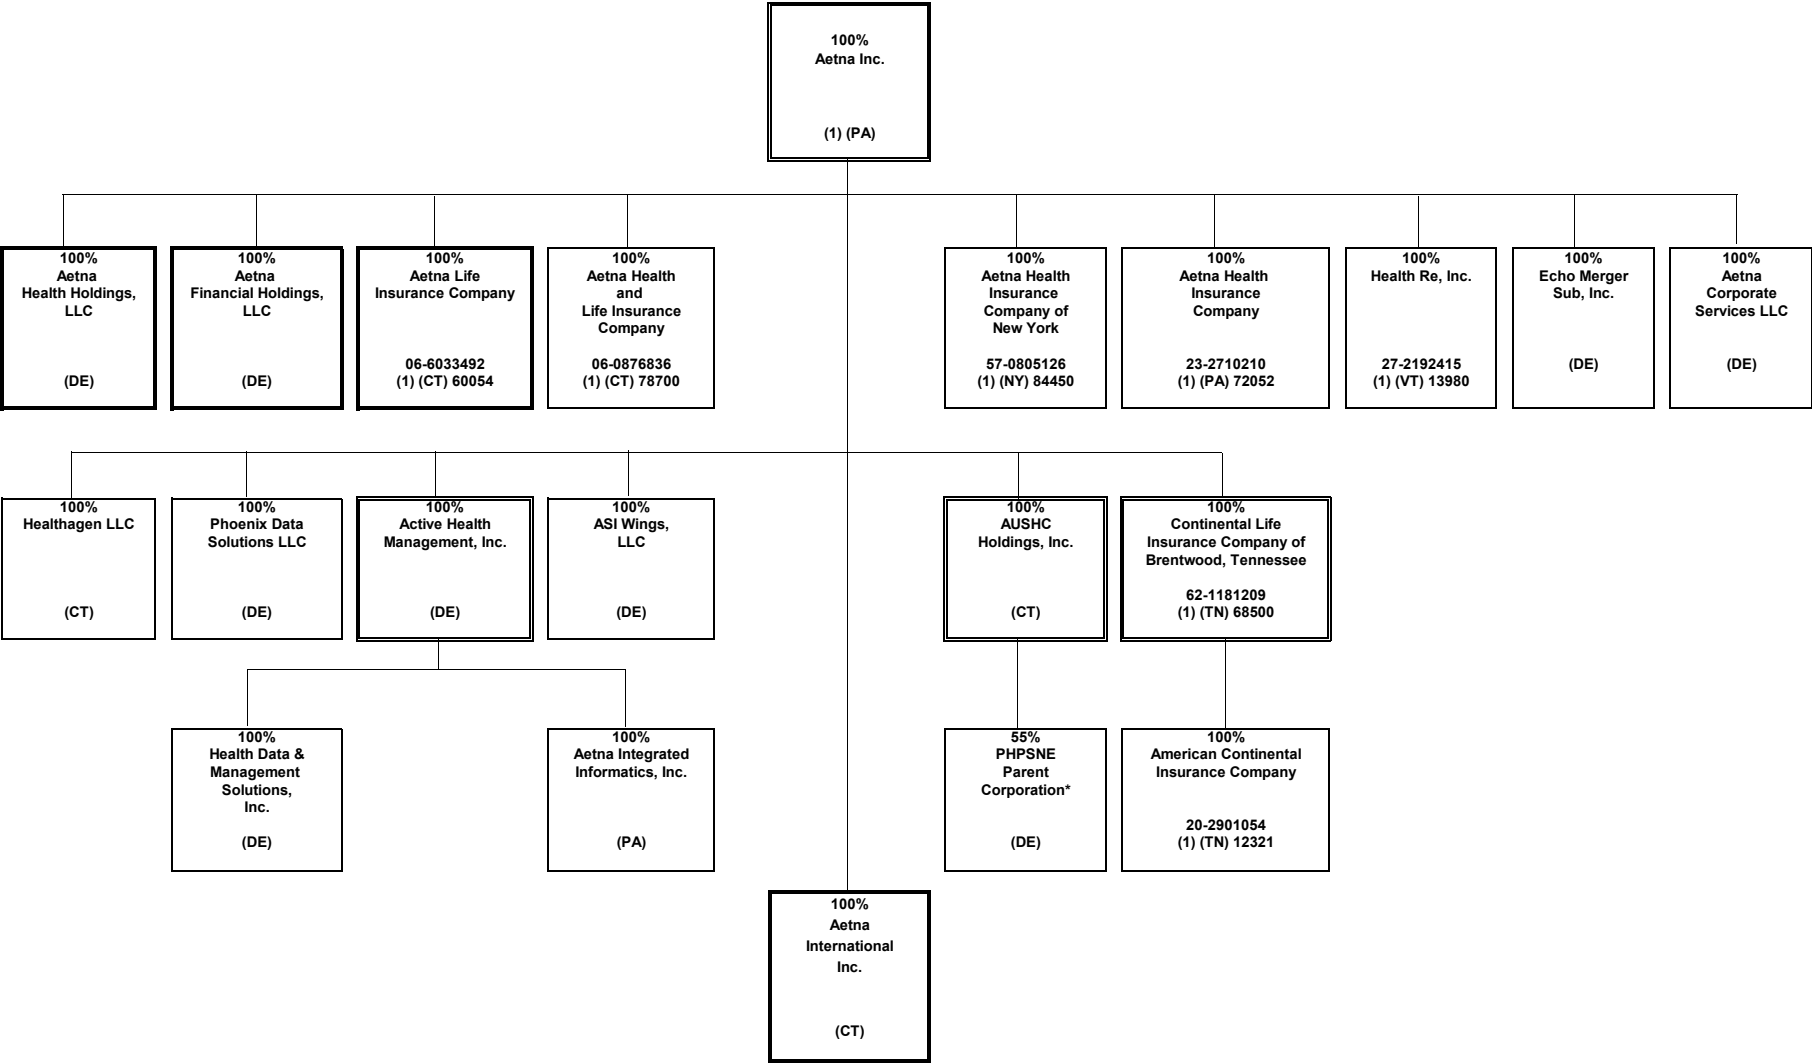 100%
Aetna Inc.
(1) (PA)
100%
Aetna
Health Holdings,
LLC
(DE)
100%
Aetna
Financial Holdings,
LLC
(DE)
100%
Aetna Life
Insurance Company
06-6033492
(1) (CT) 60054
100%
Aetna Health
and
Life Insurance
Company
06-0876836
(1) (CT) 78700
100%
Aetna Health
Insurance
Company of
New York
57-0805126
(1) (NY) 84450
100%
Aetna Health
Insurance
Company
23-2710210
(1) (PA) 72052
100%
Health Re, Inc.
27-2192415
(1) (VT) 13980
100%
Echo Merger
Sub, Inc.
(DE)
100%
Aetna
Corporate
Services LLC
(DE)
100%
Healthagen LLC
(CT)
100%
Phoenix Data
Solutions LLC
(DE)
100%
Active Health
Management, Inc.
(DE)
100%
ASI Wings,
LLC
(DE)
100%
AUSHC
Holdings, Inc.
(CT)
100%
Continental Life
Insurance Company of
Brentwood, Tennessee
62-1181209
(1) (TN) 68500
100%
Health Data &
Management
Solutions,
Inc.
(DE)
100%
Aetna Integrated
Informatics, Inc.
(PA)
55%
PHPSNE
Parent
Corporation*
(DE)
100%
American Continental
Insurance Company
20-2901054
(1) (TN) 12321
100%
Aetna
International
Inc.
(CT)